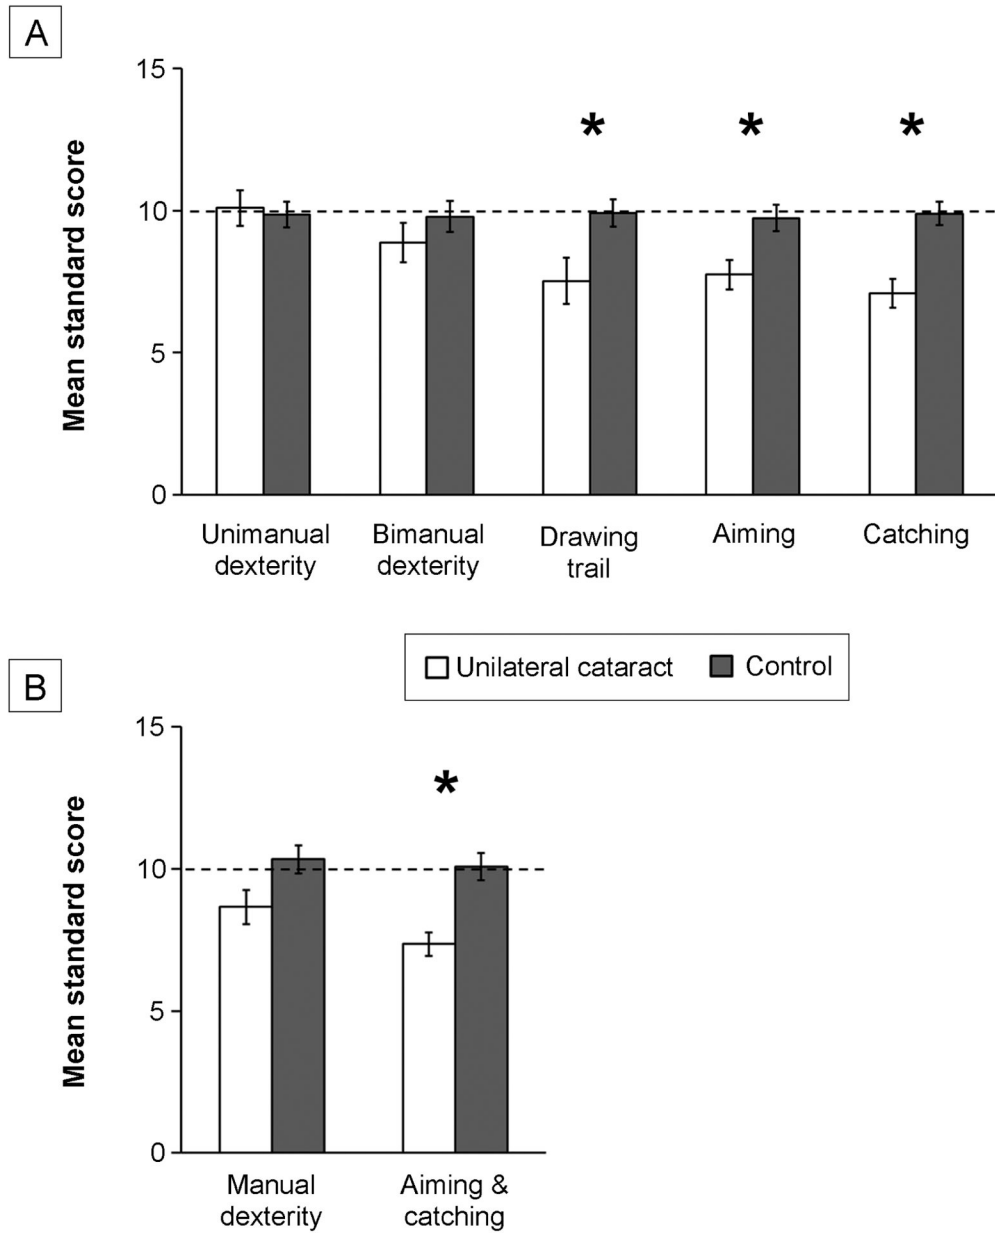 A
Mean standard score
15
10
5
0
*
*
*
Unimanual
dexterity
Bimanual
dexterity
Drawing
trail
Aiming
Catching
Unilateral cataract
Control
B
Mean standard score
15
10
5
0
*
Manual
dexterity
Aiming &
catching